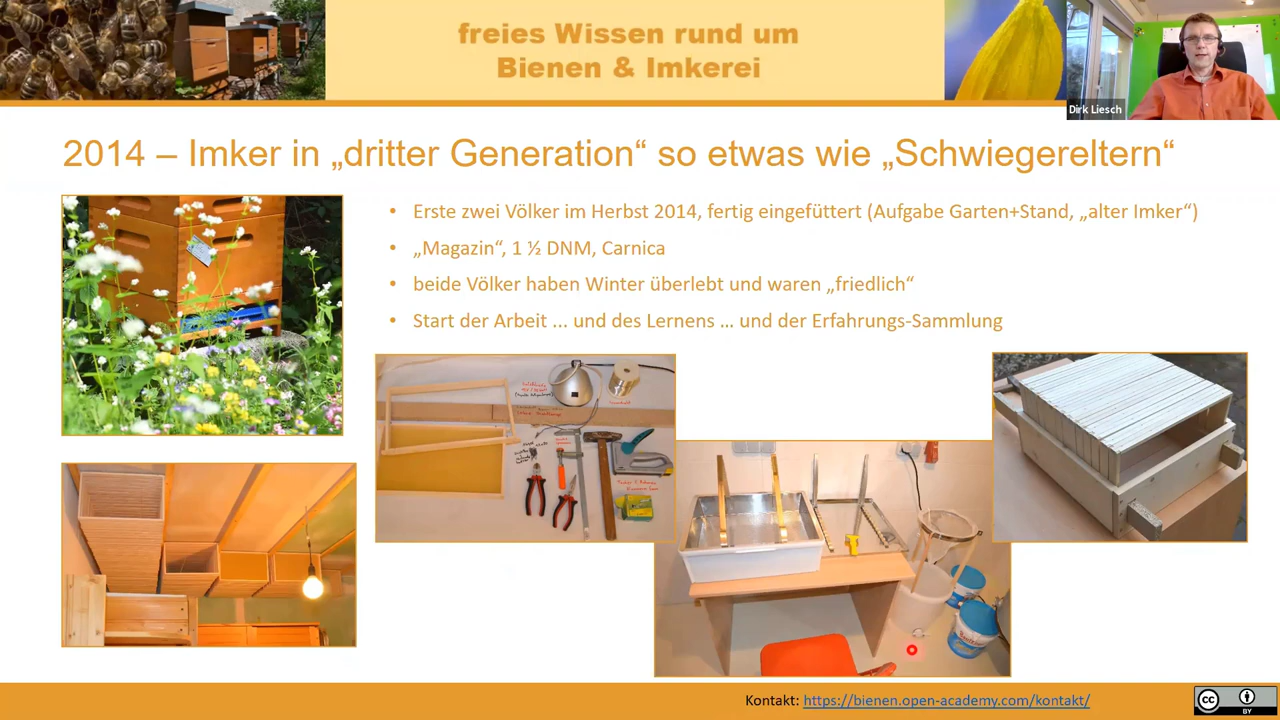 freies Wissen rund um
Bienen & Imkerei
Dirk Liesch
2014 – Imker in „dritter Generation“ so etwas wie „Schwiegereltern“
• Erste zwei Völker im Herbst 2014, fertig eingefüttert (Aufgabe Garten+Stand, „alter Imker“)
• „Magazin“, 1 ½ DNM, Carnica
• beide Völker haben Winter überlebt und waren „friedlich“
• Start der Arbeit ... und des Lernens … und der Erfahrungs-Sammlung
Kontakt: https://bienen.open-academy.com/kontakt/
CC
BY